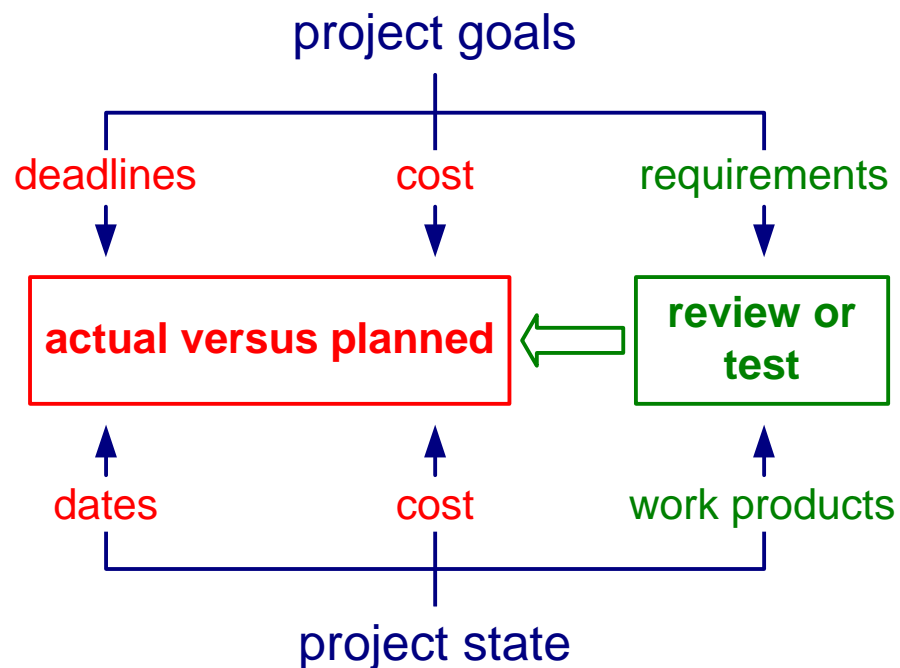 project goals
deadlines cost requirements
actual versus planned
review or
test
dates cost work products
project state